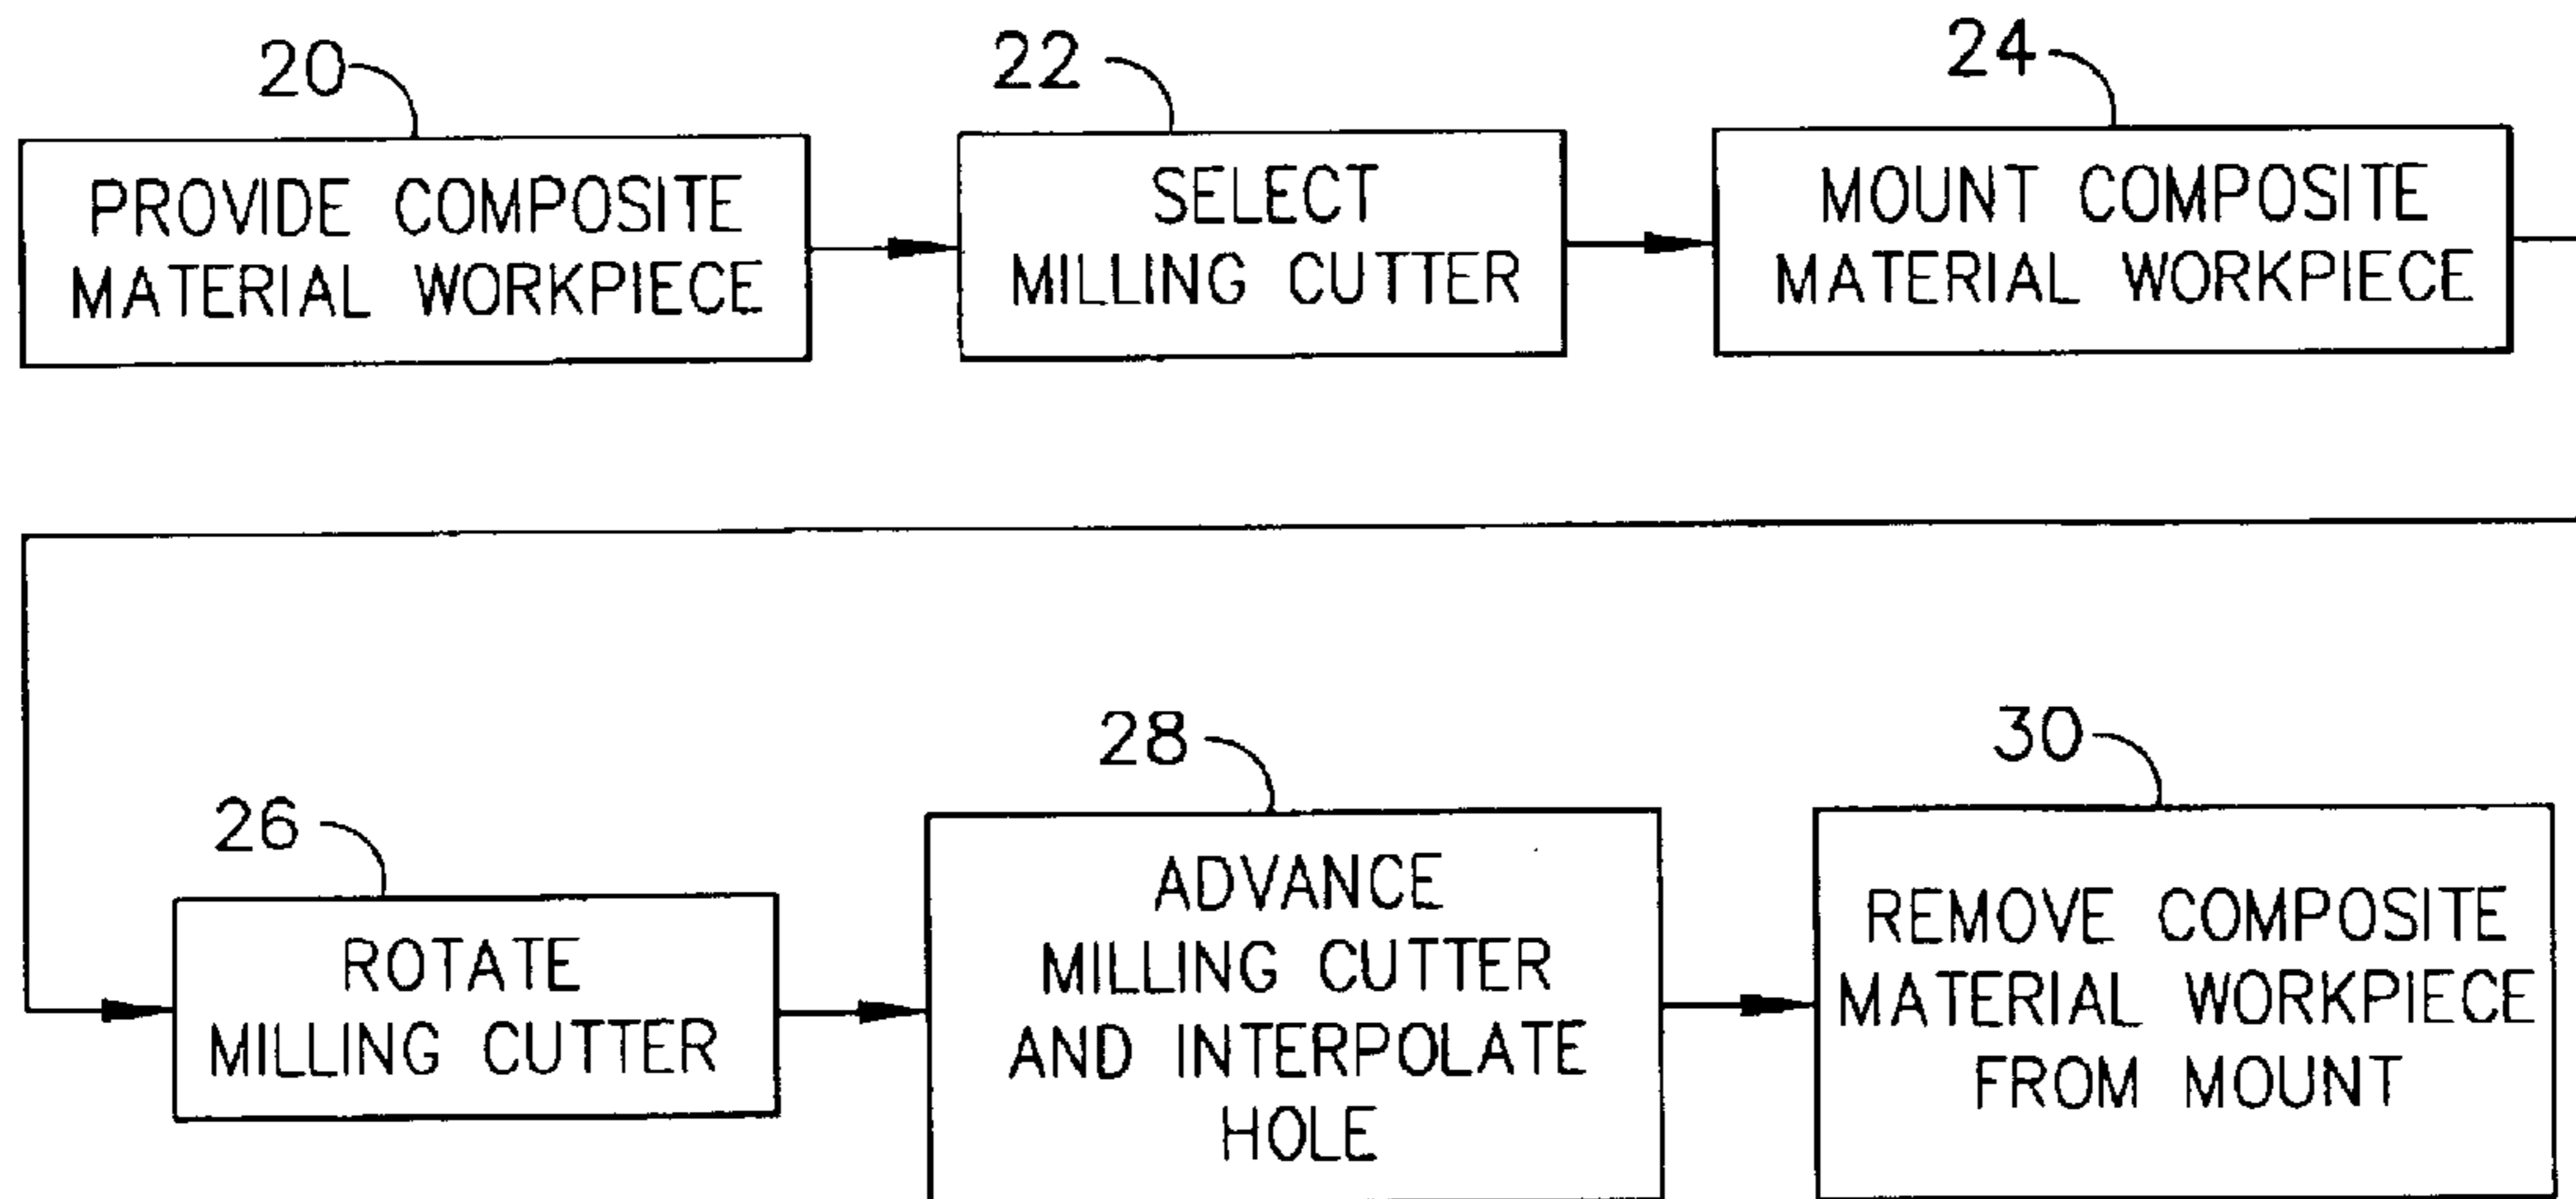 20
PROVIDE COMPOSITE
MATERIAL WORKPIECE
22
SELECT
MILLING CUTTER
24
MOUNT COMPOSITE
MATERIAL WORKPIECE
26
ROTATE
MILLING CUTTER
28
ADVANCE
MILLING CUTTER
AND INTERPOLATE
HOLE
30
REMOVE COMPOSITE
MATERIAL WORKPIECE
FROM MOUNT